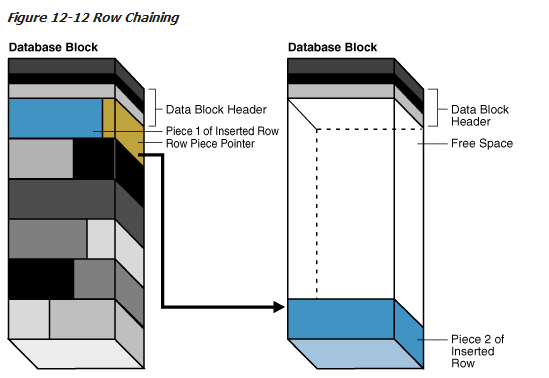 Figure 12-12 Row Chaining
Database Block
Data Block Header
Piece 1 of Inserted Row
Row Piece Pointer
Database Block
Data Block
Header
Free Space
Piece 2 of
Inserted
Row